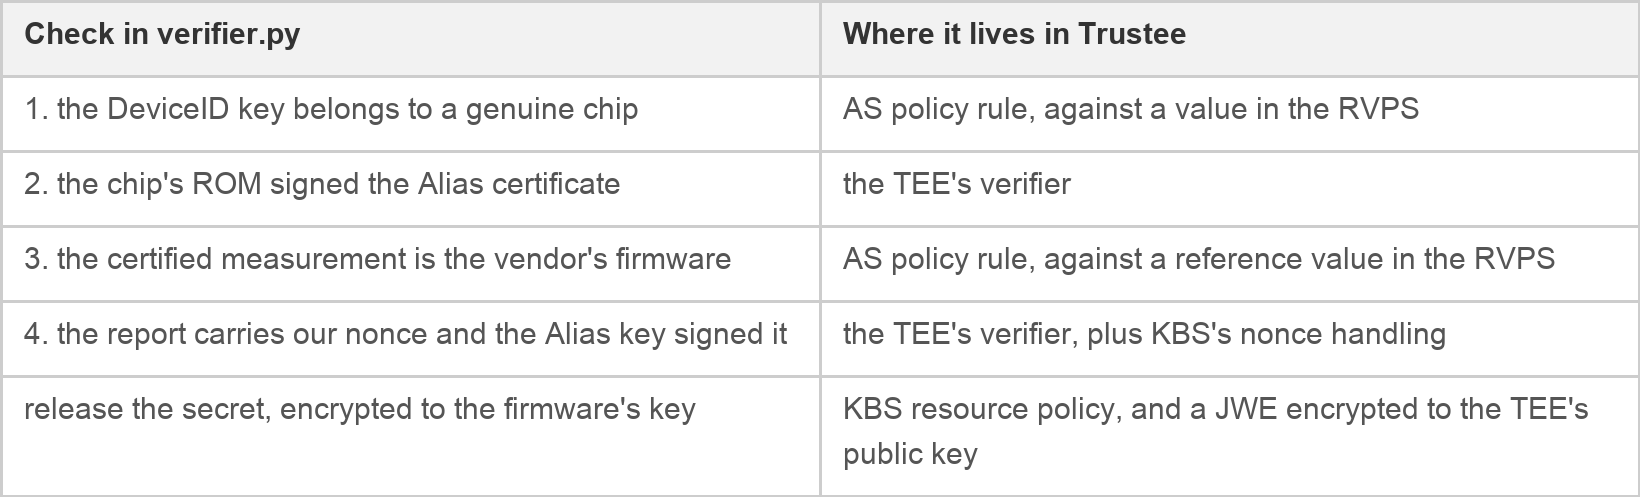 Check in verifier.py
Where it lives in Trustee
1. the DeviceID key belongs to a genuine chip
AS policy rule, against a value in the RVPS
2. the chip's ROM signed the Alias certificate
the TEE's verifier
3. the certified measurement is the vendor's firmware
AS policy rule, against a reference value in the RVPS
4. the report carries our nonce and the Alias key signed it
the TEE's verifier, plus KBS's nonce handling
release the secret, encrypted to the firmware's key
KBS resource policy, and a JWE encrypted to the TEE's
public key